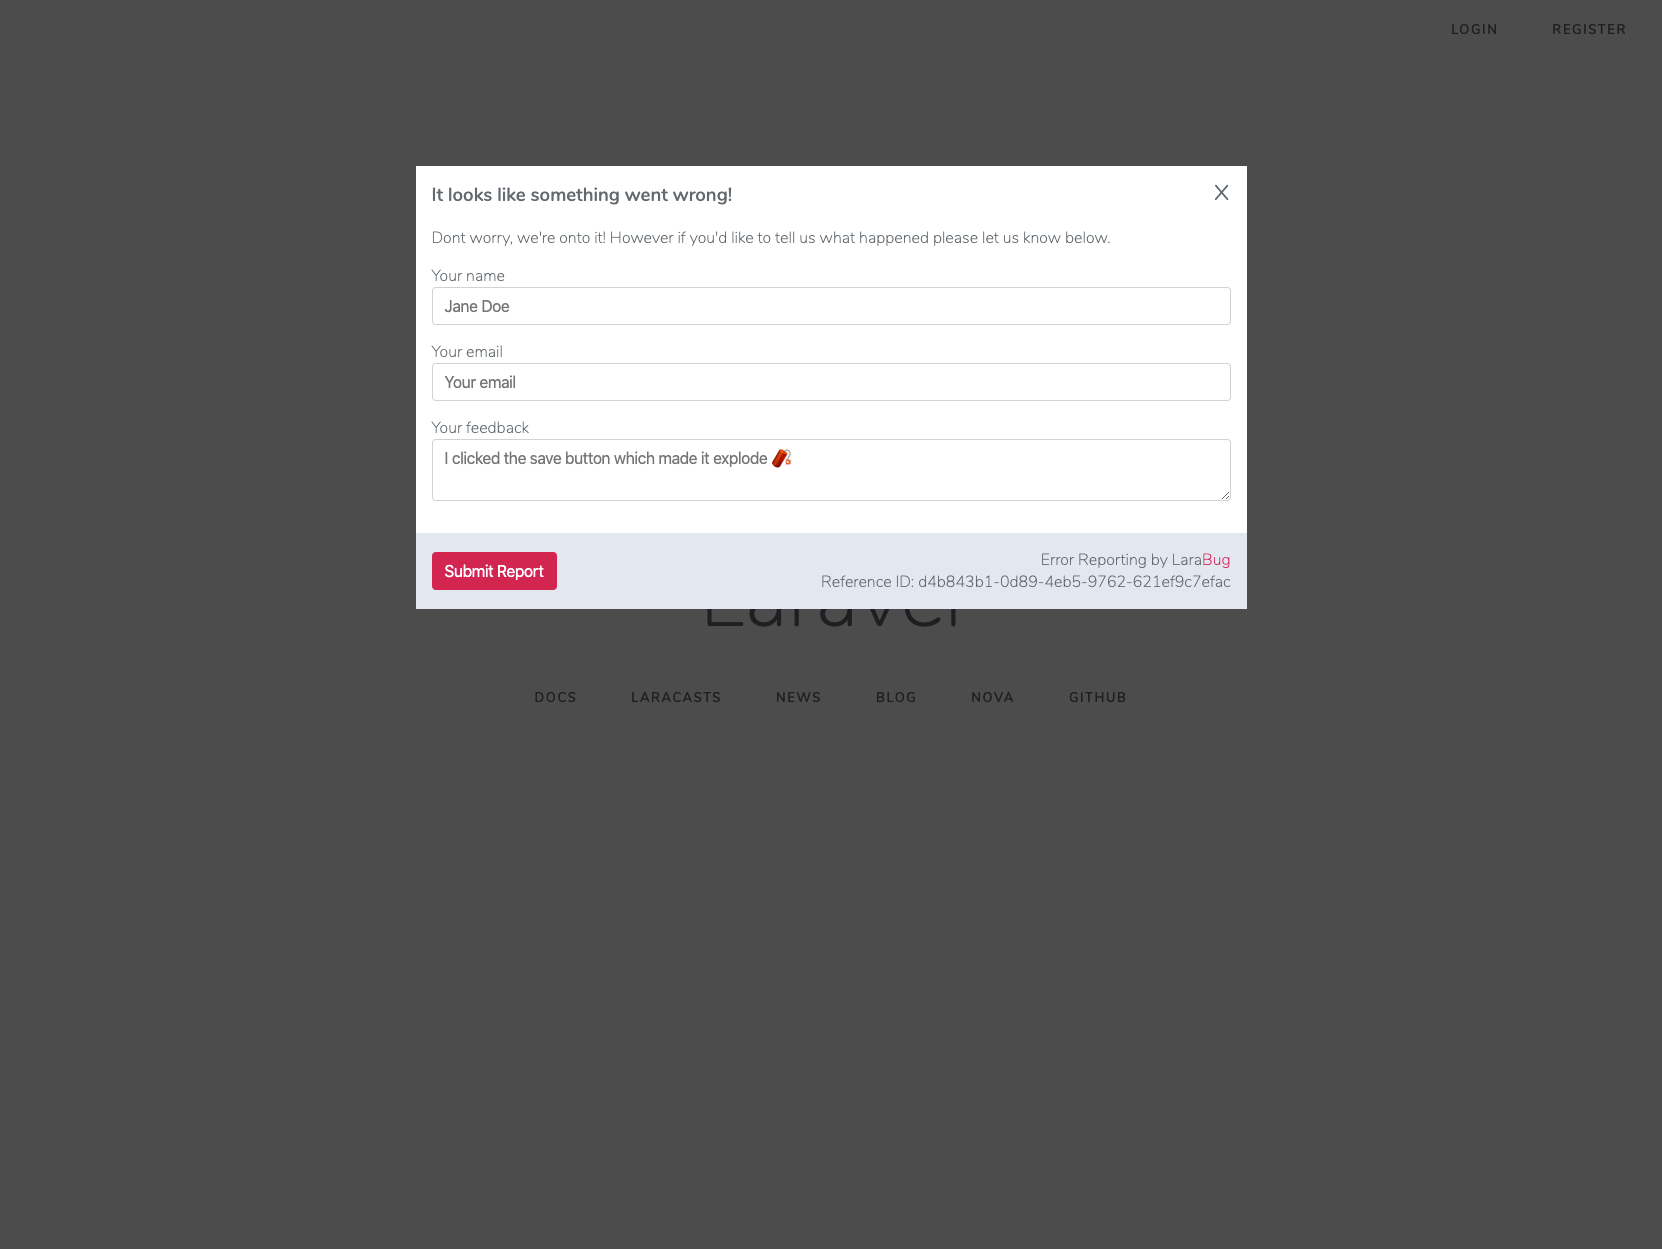 LOGIN REGISTER
It looks like something went wrong! X
Dont worry, we're onto it! However if you'd like to tell us what happened please let us know below.
Your name
Jane Doe
Your email
Your email
Your feedback
I clicked the save button which made it explode 🧨
Submit Report
Error Reporting by LaraBug
Reference ID: d4b843b1-0d89-4eb5-9762-621ef9c7efac
Laravel
DOCS LARACASTS NEWS BLOG NOVA GITHUB